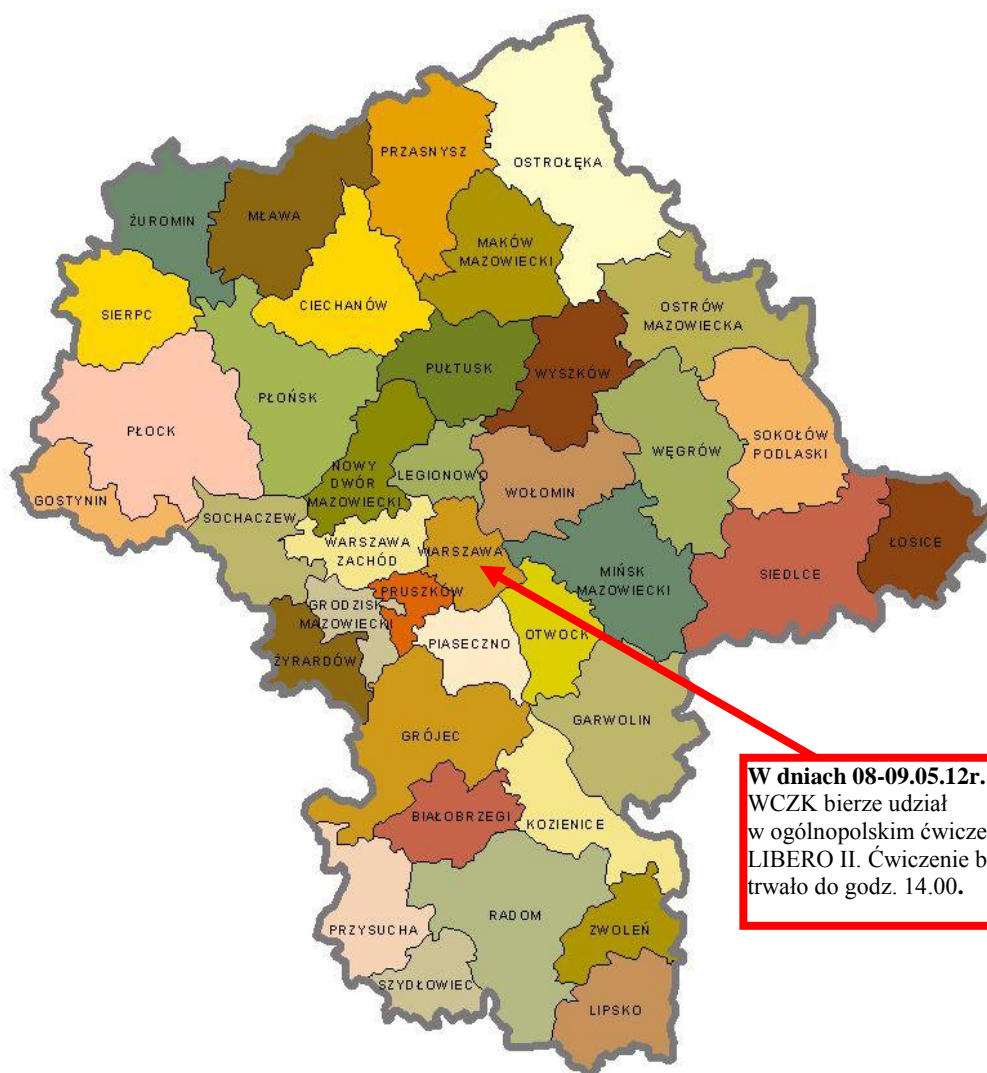 PRZASNYSZ
OSTROŁĘKA
ŻUROMIN
MŁAWA
MAKÓW
MAZOWIECKI
CIECHANÓW
SIERPC
OSTRÓW
MAZOWIECKA
PUŁTUSK
WYSZKÓW
PŁOŃSK
PŁOCK
SOKOŁÓW
PODLASKI
WĘGRÓW
NOWY
DWÓR
MAZOWIECKI
LEGIONOWO
WOŁOMIN
GOSTYNIN
SOCHACZEW
WARSZAWA
ZACHÓD
WARSZAWA
ŁOSICE
MIŃSK
MAZOWIECKI
SIEDLCE
PRUSZKÓW
GRODZISK
MAZOWIECKI
OTWOCK
PIASECZNO
ŻYRARDÓW
GARWOLIN
GRÓJEC
BIAŁOBRZEGI
KOZIENICE
W dniach 08-09.05.12r.
WCZK bierze udział
w ogólnopolskim ćwicze
LIBERO II. Ćwiczenie b
trwało do godz. 14.00.
RADOM
PRZYSUCHA
ZWOLEŃ
SZYDŁOWIEC
LIPSKO